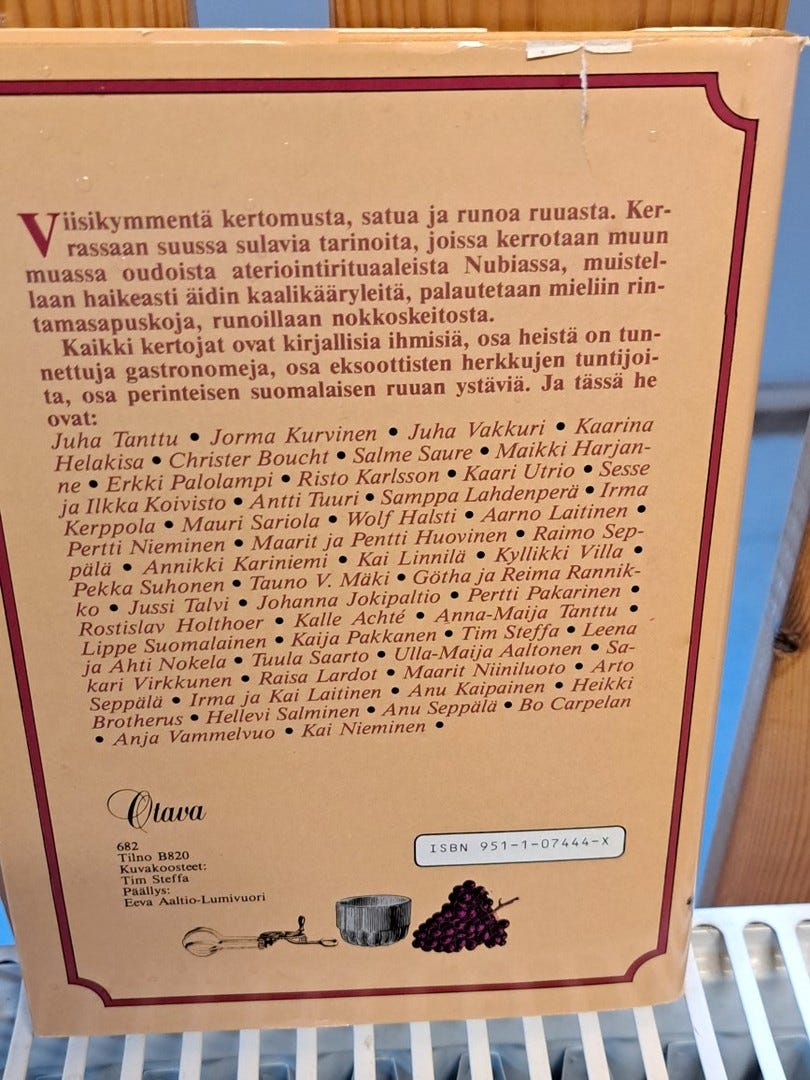 Viisikymmentä kertomusta, satua ja runoa ruuasta. Ker-
rassaan suussa sulavia tarinoita, joissa kerrotaan muun
muassa oudoista ateriointirituaaleista Nubiassa, muistel-
laan haikeasti äidin kaalikääryleitä, palautetaan mieliin rin-
tamasapuskoja, runoillaan nokkoskeitosta.
Kaikki kertojat ovat kirjallisia ihmisiä, osa heistä on tun-
nettuja gastronomeja, osa eksoottisten herkkujen tuntijoi-
ta, osa perinteisen suomalaisen ruuan ystäviä. Ja tässä he
ovat:
Juha Tanttu • Jorma Kurvinen • Juha Vakkuri • Kaarina
Helakisa • Christer Boucht • Salme Saure • Maikki Harjan-
ne • Erkki Palolampi • Risto Karlsson • Kaari Utrio • Sesse
ja Ilkka Koivisto • Antti Tuuri • Samppa Lahdenperä • Irma
Kerppola • Mauri Sariola • Wolf Halsti • Aarno Laitinen •
Pertti Nieminen • Maarit ja Pentti Huovinen • Raimo Sep-
pälä • Annikki Kariniemi • Kai Linnilä • Kyllikki Villa •
Pekka Suhonen • Tauno V. Mäki • Götha ja Reima Rannik-
ko • Jussi Talvi • Johanna Jokipaltio • Pertti Pakarinen •
Rostislav Holthoer • Kalle Achté • Anna-Maija Tanttu •
Lippe Suomalainen • Kaija Pakkanen • Tim Steffa • Leena
ja Ahti Nokela • Tuula Saarto • Ulla-Maija Aaltonen • Sa-
kari Virkkunen • Raisa Lardot • Maarit Niiniluoto • Arto
Seppälä • Irma ja Kai Laitinen • Anu Kaipainen • Heikki
Brotherus • Hellevi Salminen • Anu Seppälä • Bo Carpelan
• Anja Vammelvuo • Kai Nieminen •
Otava
682
Tilno B820
Kuvakoosteet:
Tim Steffa
Päällys:
Eeva Aaltio-Lumivuori
ISBN 951-1-07444-X